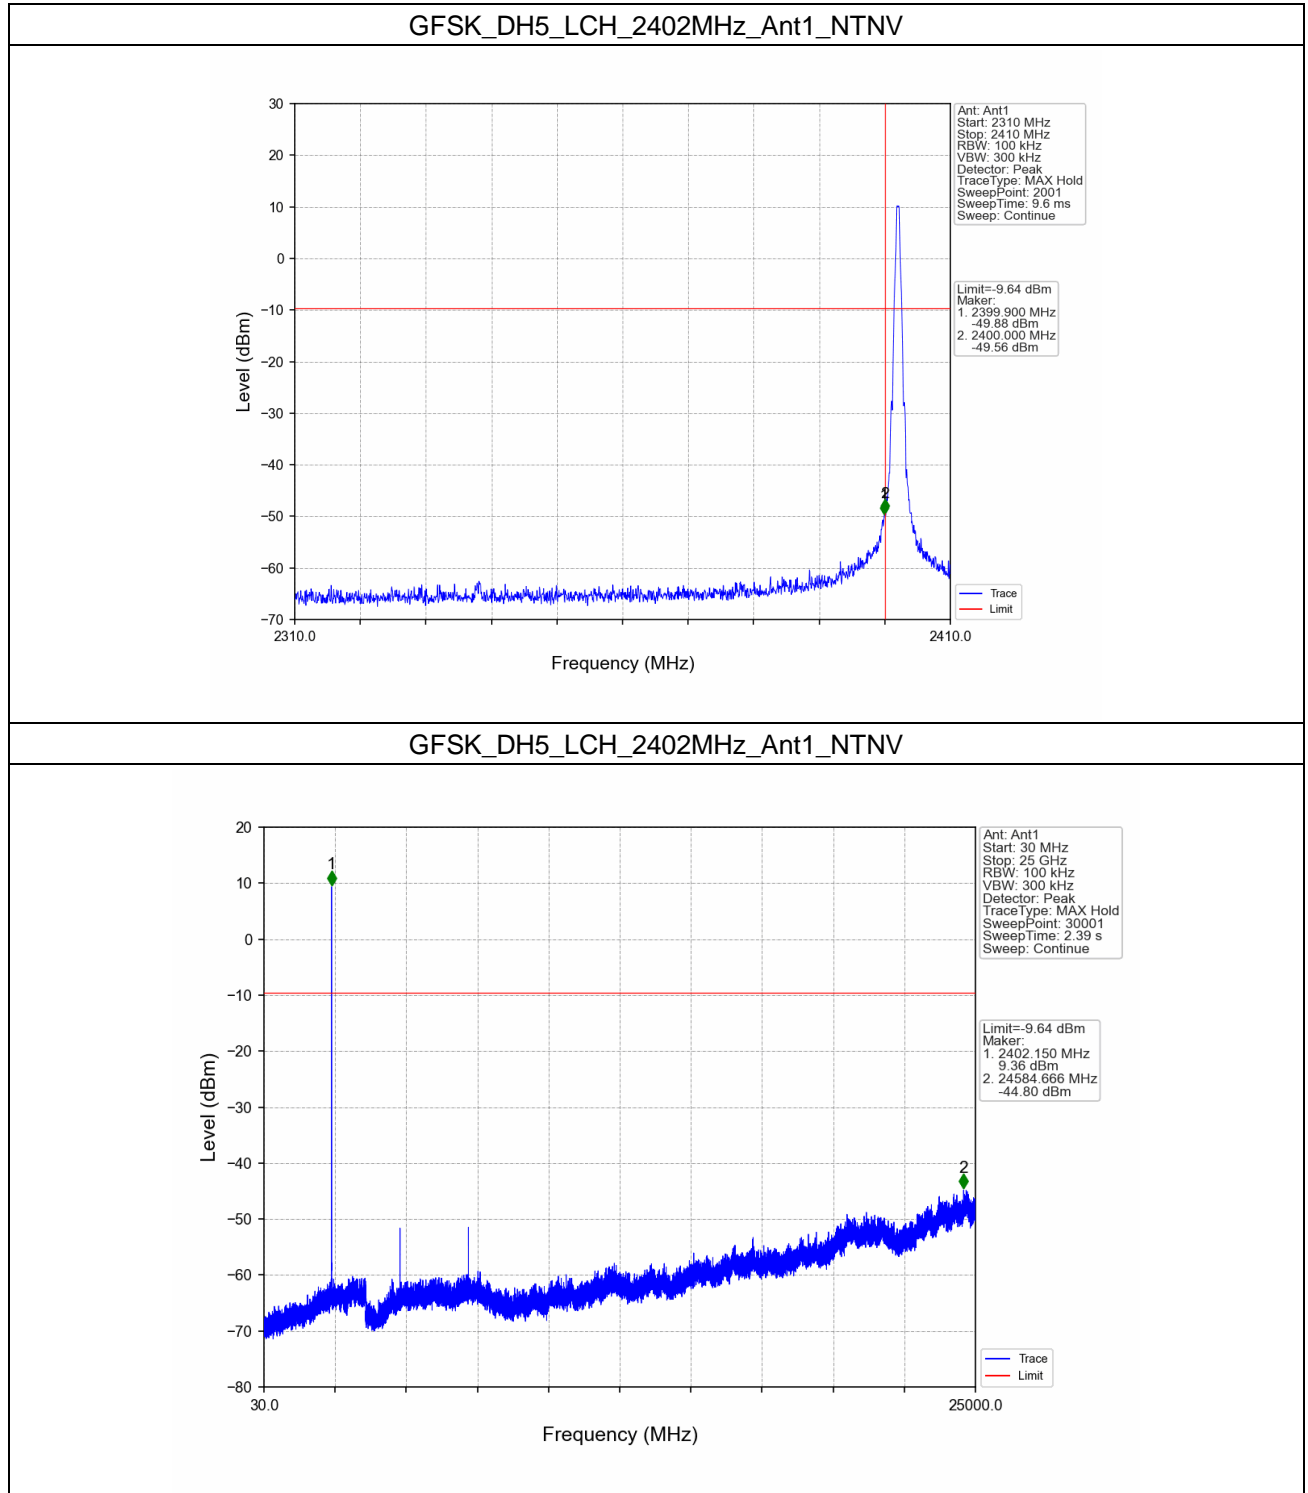 GFSK_DH5_LCH_2402MHz_Ant1_NTNV
30
20
10
0
−10
−20
−30
−40
−50
−60
−70
Level (dBm)
2310.0
2410.0
Frequency (MHz)
2
Ant: Ant1
Start: 2310 MHz
Stop: 2410 MHz
RBW: 100 kHz
VBW: 300 kHz
Detector: Peak
TraceType: MAX Hold
SweepPoint: 2001
SweepTime: 9.6 ms
Sweep: Continue
Limit=-9.64 dBm
Maker:
1. 2399.900 MHz
-49.88 dBm
2. 2400.000 MHz
-49.56 dBm
Trace
Limit
GFSK_DH5_LCH_2402MHz_Ant1_NTNV
20
10
0
−10
−20
−30
−40
−50
−60
−70
−80
Level (dBm)
30.0
25000.0
Frequency (MHz)
1
2
Ant: Ant1
Start: 30 MHz
Stop: 25 GHz
RBW: 100 kHz
VBW: 300 kHz
Detector: Peak
TraceType: MAX Hold
SweepPoint: 30001
SweepTime: 2.39 s
Sweep: Continue
Limit=-9.64 dBm
Maker:
1. 2402.150 MHz
9.36 dBm
2. 24584.666 MHz
-44.80 dBm
Trace
Limit